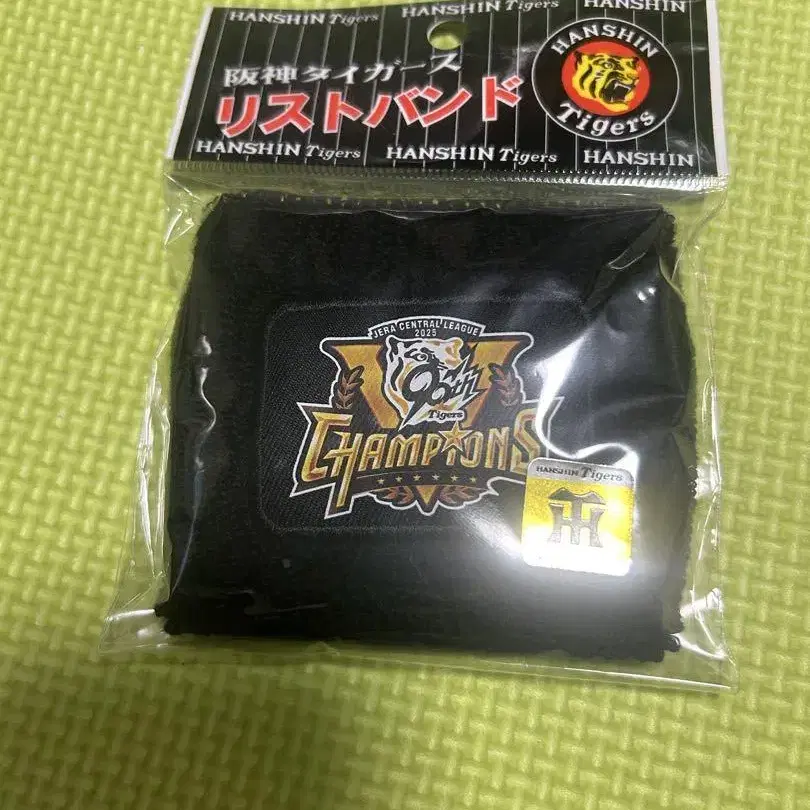 HANSHIN Tigers HANSHIN Tigers HANSHIN
阪神タイガース
リストバンド
HANSHIN
Tigers
HANSHIN Tigers HANSHIN Tigers HANSHIN
JERA CENTRAL LEAGUE
2025
90th
Tigers
CHAMPIONS
HANSHIN Tigers
HT